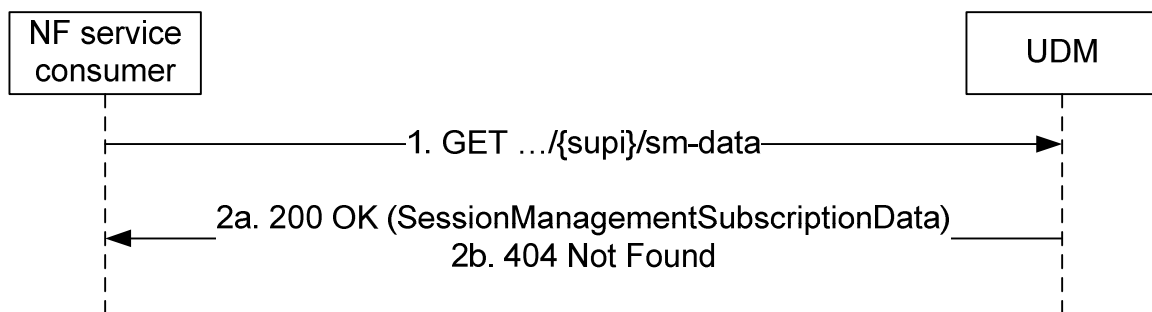 NF service
consumer
UDM
1. GET …/{supi}/sm-data
2a. 200 OK (SessionManagementSubscriptionData)
2b. 404 Not Found